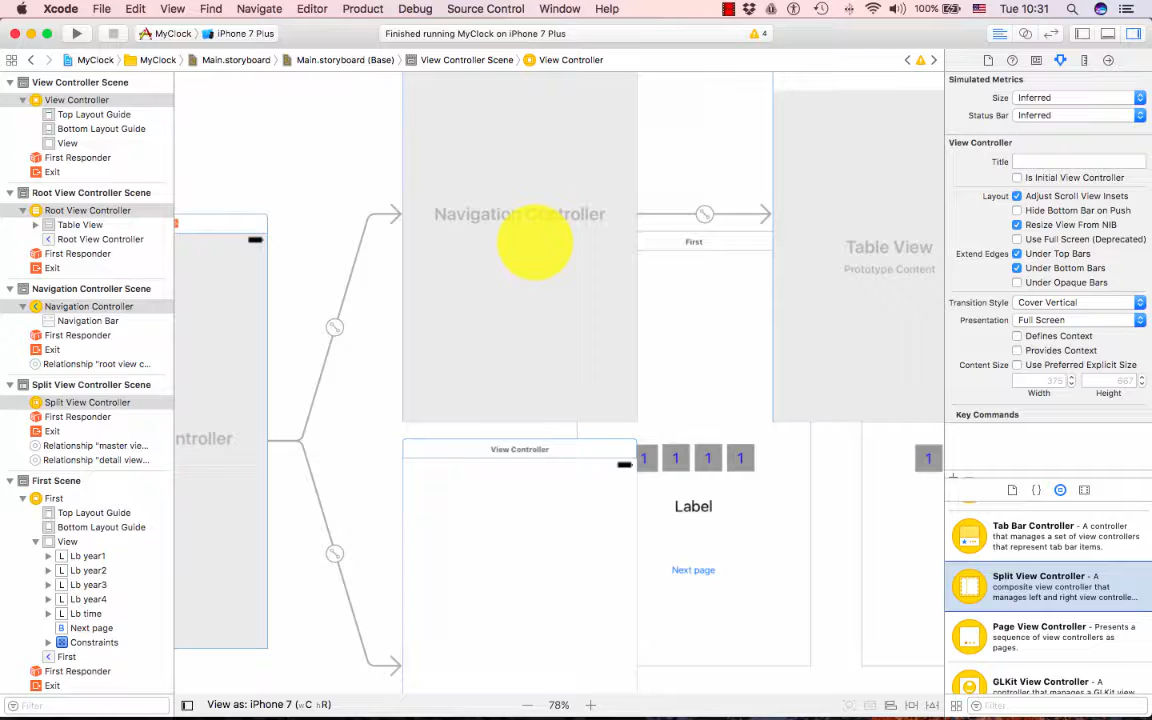 Xcode File Edit View Find Navigate Editor Product Debug Source Control Window Help 100% Tue 10:31
MyClock iPhone 7 Plus Finished running MyClock on iPhone 7 Plus 4
MyClock MyClock Main.storyboard Main.storyboard (Base) View Controller Scene View Controller
View Controller Scene
View Controller
Top Layout Guide
Bottom Layout Guide
View
First Responder
Exit
Root View Controller Scene
Root View Controller
Table View
Root View Controller
First Responder
Exit
Navigation Controller Scene
Navigation Controller
Navigation Bar
First Responder
Exit
Relationship "root view c...
Split View Controller Scene
Split View Controller
First Responder
Exit
Relationship "master vie...
Relationship "detail view...
First Scene
First
Top Layout Guide
Bottom Layout Guide
View
L Lb year1
L Lb year2
L Lb year3
L Lb year4
L Lb time
B Next page
Constraints
First
First Responder
Exit
Filter
Navigation Controller
First
Table View
Prototype Content
ntroller
View Controller
1 1 1 1
1
Label
Next page
View as: iPhone 7 (wC hR)
78%
Simulated Metrics
Size Inferred
Status Bar Inferred
View Controller
Title
Is Initial View Controller
Layout Adjust Scroll View Insets
Hide Bottom Bar on Push
Resize View From NIB
Use Full Screen (Deprecated)
Extend Edges Under Top Bars
Under Bottom Bars
Under Opaque Bars
Transition Style Cover Vertical
Presentation Full Screen
Defines Context
Provides Context
Content Size Use Preferred Explicit Size
375 667
Width Height
Key Commands
Tab Bar Controller - A controller
that manages a set of view controllers
that represent tab bar items.
Split View Controller - A
composite view controller that
manages left and right view controlle...
Page View Controller - Presents a
sequence of view controllers as
pages.
GLKit View Controller - A
controller that manages a GLKit view
Filter